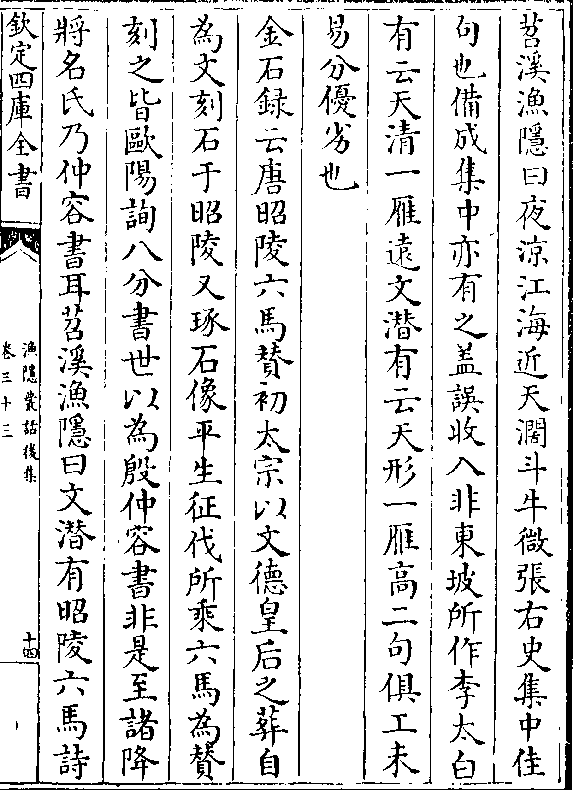 苕溪漁隱曰夜凉江海近天濶斗牛微張右史集中佳
句也備成集中亦有之盖誤收入非東坡所作李太白
有云天清一雁遠文潜有云天形一雁高二句俱工未
易分優劣也
金石録云唐昭陵六馬贊初太宗以文德皇后之葬自
為文刻石于昭陵又琢石像平生征伐所乘六馬為贊
刻之皆歐陽詢八分書世以為殷仲容書非是至諸降
將名氏乃仲容書耳苕溪漁隱曰文潜有昭陵六馬詩
欽定四庫全書
漁隱叢話後集
卷三十三
十四